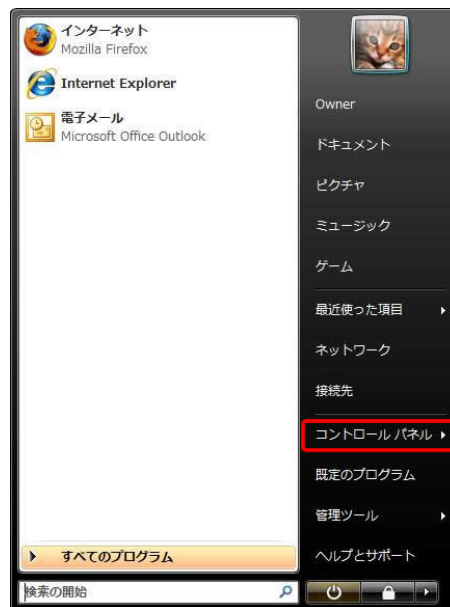 インターネット
Mozilla Firefox
Internet Explorer
電子メール
Microsoft Office Outlook
すべてのプログラム
検索の開始
Owner
ドキュメント
ピクチャ
ミュージック
ゲーム
最近使った項目
ネットワーク
接続先
コントロール パネル
既定のプログラム
管理ツール
ヘルプとサポート